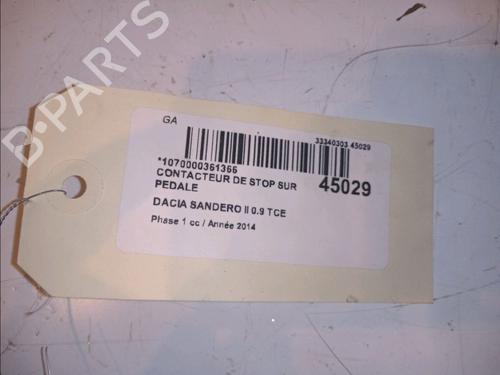 B-PARTS
GA
33340303 45029
*1070000361366
CONTACTEUR DE STOP SUR
PEDALE
45029
DACIA SANDERO II 0.9 TCE
Phase 1 cc / Année 2014